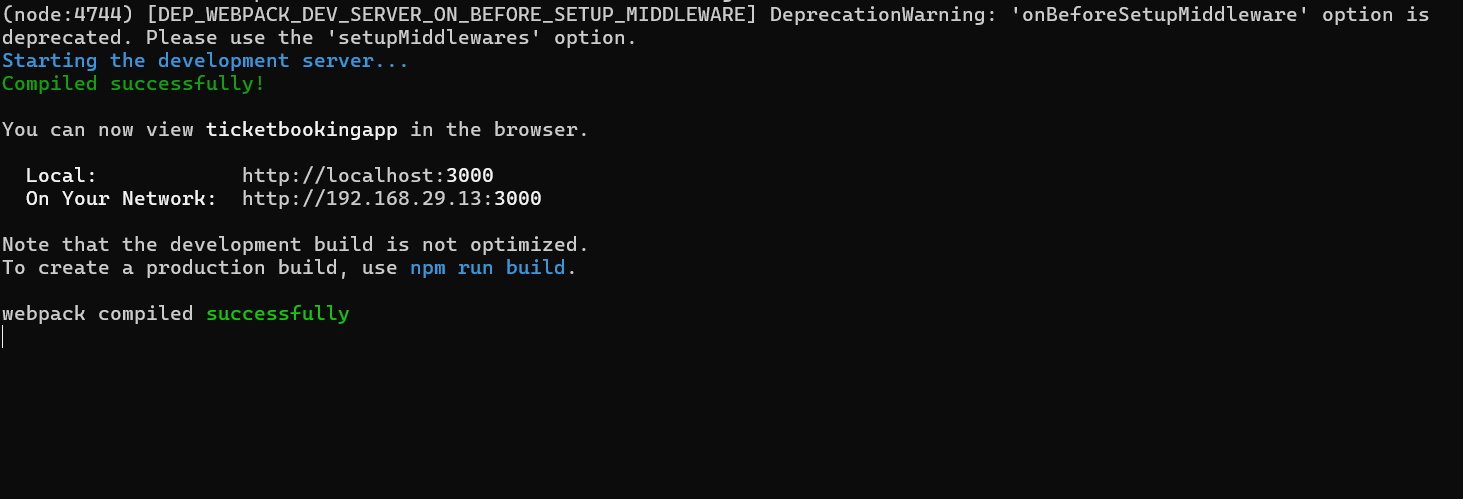 (node:4744) [DEP_WEBPACK_DEV_SERVER_ON_BEFORE_SETUP_MIDDLEWARE] DeprecationWarning: 'onBeforeSetupMiddleware' option is
deprecated. Please use the 'setupMiddlewares' option.
Starting the development server...
Compiled successfully!
You can now view ticketbookingapp in the browser.
Local: http://localhost:3000
On Your Network: http://192.168.29.13:3000
Note that the development build is not optimized.
To create a production build, use npm run build.
webpack compiled successfully